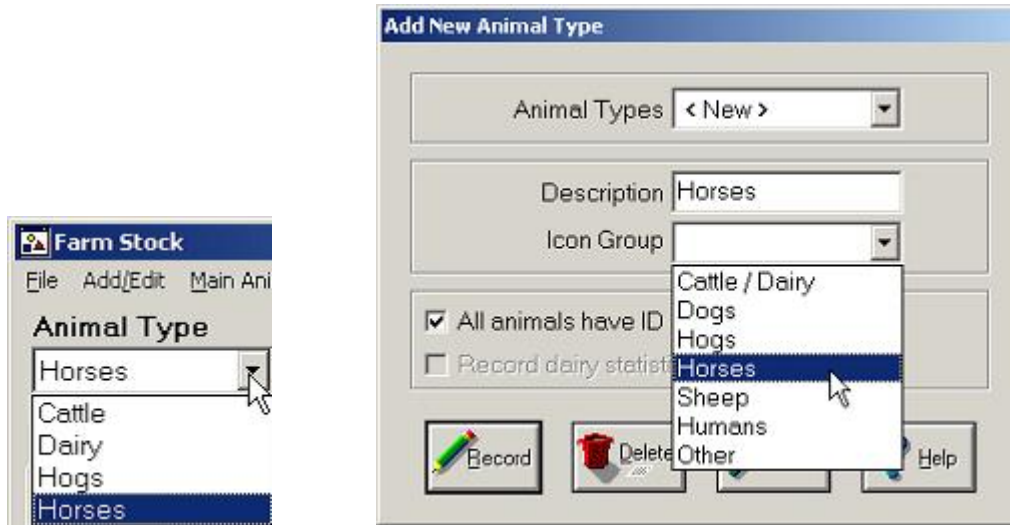 Farm Stock
File Add/Edit Main Ani
Animal Type
Horses
Cattle
Dairy
Hogs
Horses
Add New Animal Type
Animal Types < New >
Description Horses
Icon Group
Cattle / Dairy
Dogs
Hogs
Horses
Sheep
Humans
Other
All animals have ID
Record dairy statisti
Record Delete Help